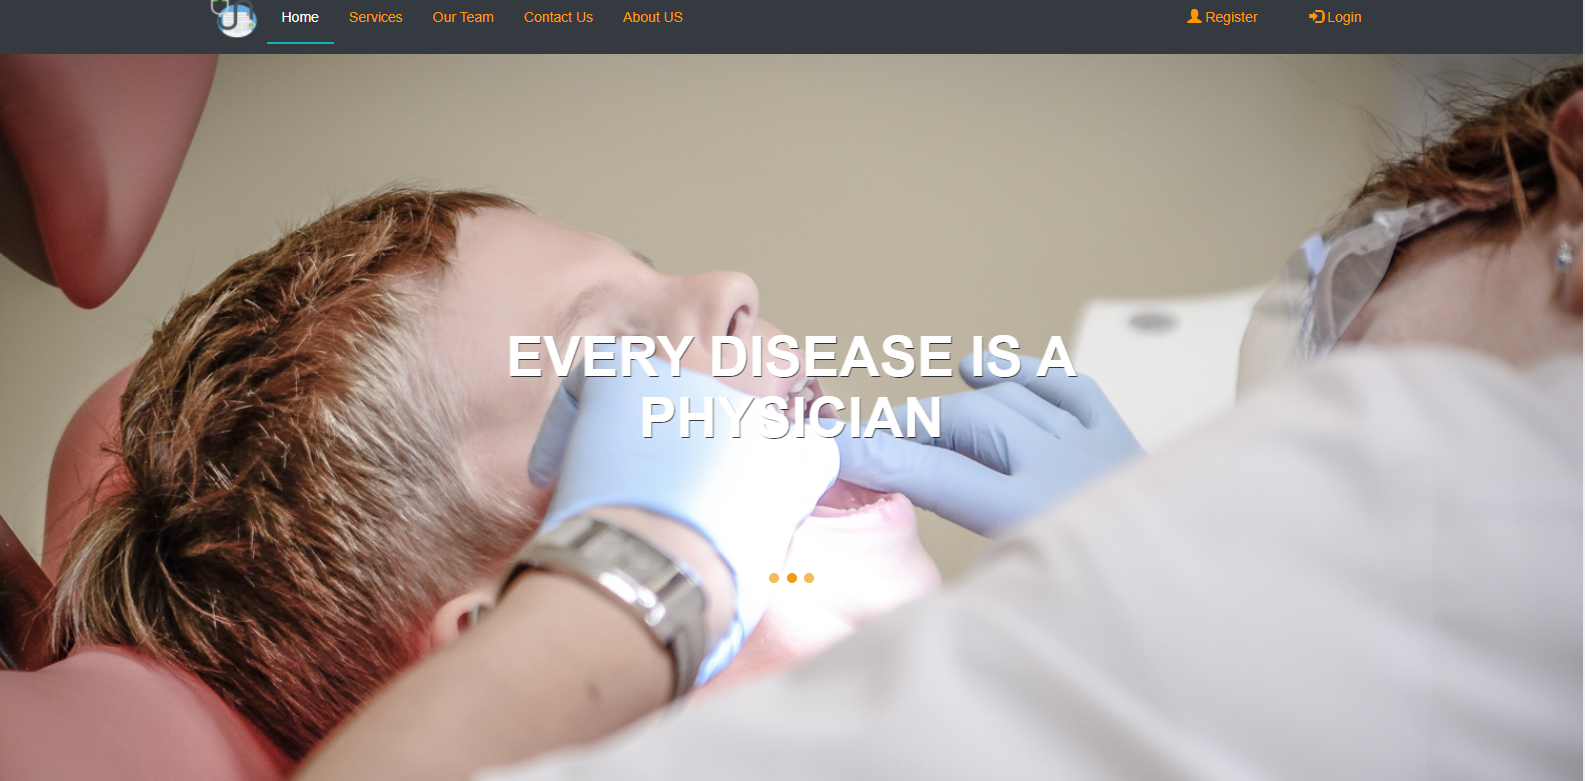 Home Services Our Team Contact Us About US Register Login
EVERY DISEASE IS A
PHYSICIAN